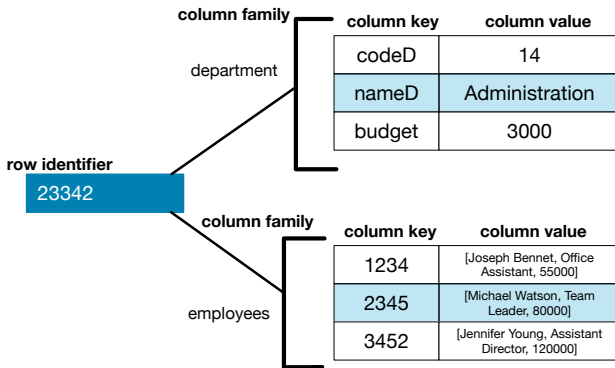 column family
column key column value
department
codeD 14
nameD Administration
budget 3000
row identifier
23342
column family
column key column value
employees
1234 [Joseph Bennet, Office
Assistant, 55000]
2345 [Michael Watson, Team
Leader, 80000]
3452 [Jennifer Young, Assistant
Director, 120000]